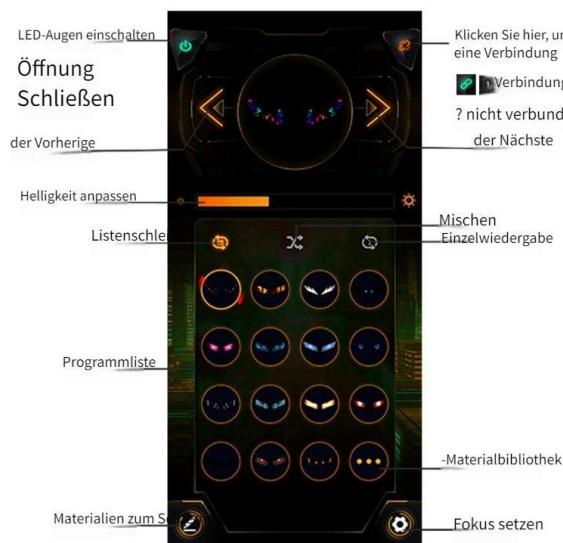 LED-Augen einschalten
Öffnung
Schließen
der Vorherige
Helligkeit anpassen
Listenschlei
Programmliste
Materialien zum
Klicken Sie hier,
eine Verbindung
Verbindung
? nicht verbund
der Nächste
Mischen
Einzelwiedergabe
-Materialbibliothek
Fokus setzen